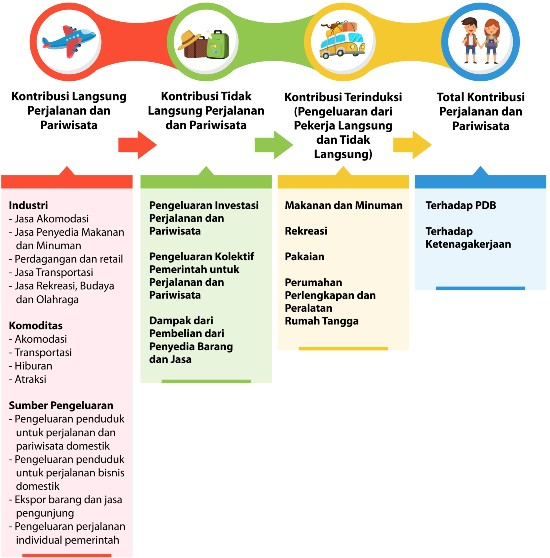 Kontribusi Langsung
Perjalanan dan
Pariwisata
Kontribusi Tidak
Langsung Perjalanan
dan Pariwisata
Kontribusi Terinduksi
(Pengeluaran dari
Pekerja Langsung
dan Tidak
Langsung)
Total Kontribusi
Perjalanan dan
Pariwisata
Industri
- Jasa Akomodasi
- Jasa Penyedia Makanan
dan Minuman
- Perdagangan dan retail
- Jasa Transportasi
- Jasa Rekreasi, Budaya
dan Olahraga
Komoditas
- Akomodasi
- Transportasi
- Hiburan
- Atraksi
Sumber Pengeluaran
- Pengeluaran penduduk
untuk perjalanan dan
pariwisata domestik
- Pengeluaran penduduk
untuk perjalanan bisnis
domestik
- Ekspor barang dan jasa
pengunjung
- Pengeluaran perjalanan
individual pemerintah
Pengeluaran Investasi
Perjalanan dan
Pariwisata
Pengeluaran Kolektif
Pemerintah untuk
Perjalanan dan
Pariwisata
Dampak dari
Pembelian dari
Penyedia Barang
dan Jasa
Makanan dan Minuman
Rekreasi
Pakaian
Perumahan
Perlengkapan dan
Peralatan
Rumah Tangga
Terhadap PDB
Terhadap
Ketenagakerjaan